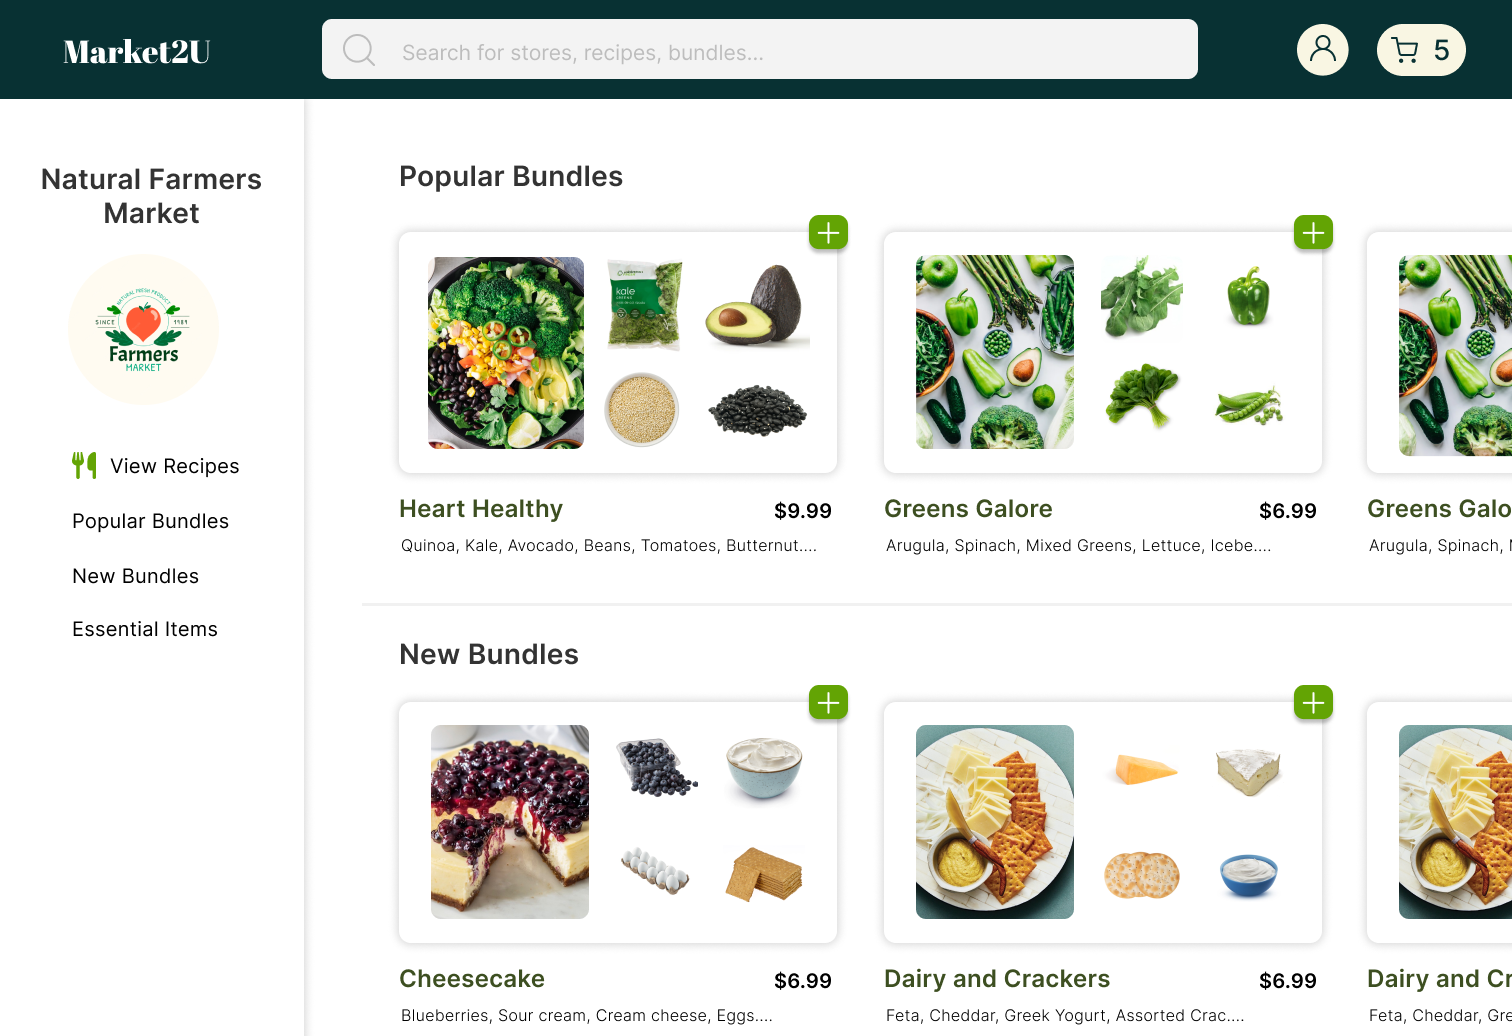 Market2U
Search for stores, recipes, bundles...
5
Natural Farmers
Market
NATURAL FRESH PRODUCE
SINCE 1989
Farmers
MARKET
View Recipes
Popular Bundles
New Bundles
Essential Items
Popular Bundles
kale
Heart Healthy
$9.99
Quinoa, Kale, Avocado, Beans, Tomatoes, Butternut....
Greens Galore
$6.99
Arugula, Spinach, Mixed Greens, Lettuce, Icebe....
Greens Galo
Arugula, Spinach, M
New Bundles
Cheesecake
$6.99
Blueberries, Sour cream, Cream cheese, Eggs....
Dairy and Crackers
$6.99
Feta, Cheddar, Greek Yogurt, Assorted Crac....
Dairy and Cr
Feta, Cheddar, Gre